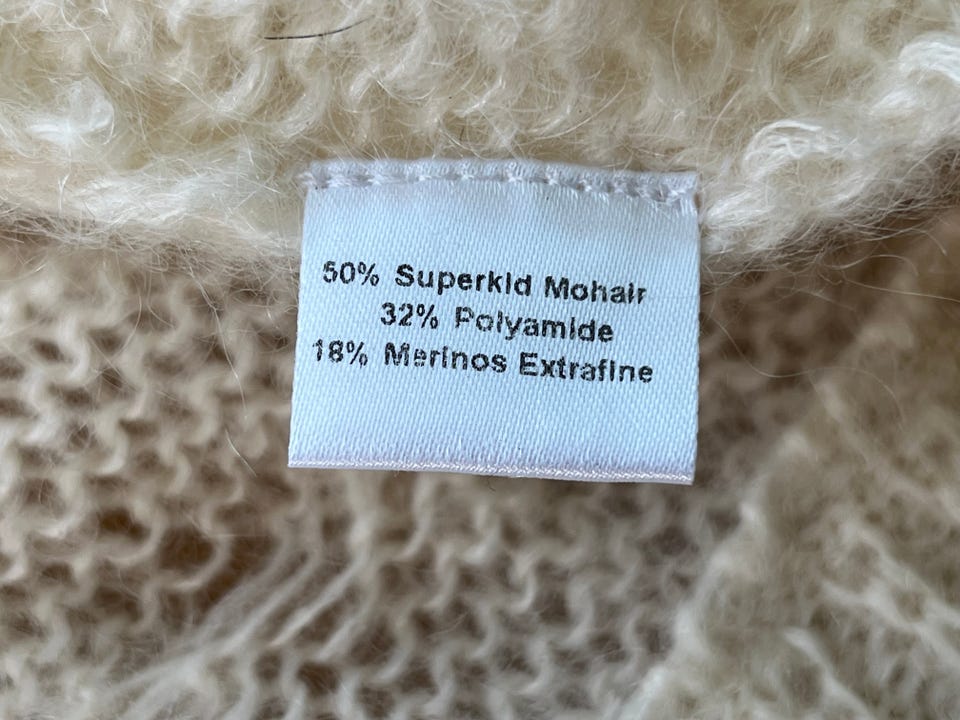 50% Superkid Mohair
32% Polyamide
18% Merinos Extrafine